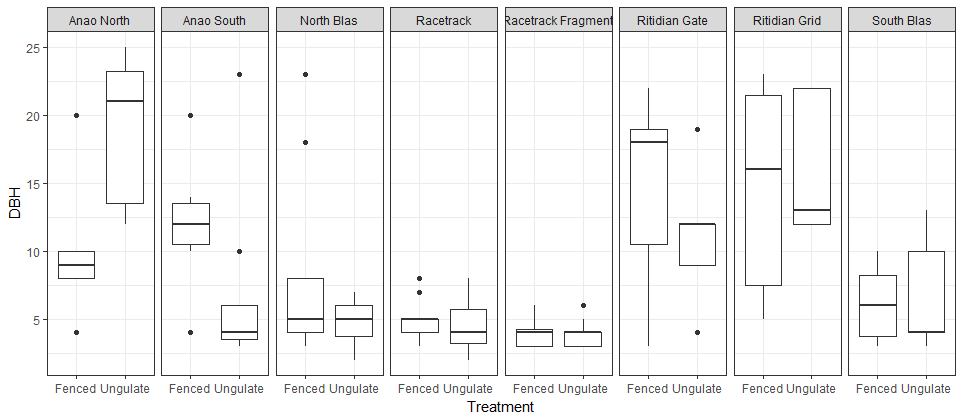 Anao North Anao South North Blas Racetrack Racetrack Fragment Ritidian Gate Ritidian Grid South Blas
25
20
15
10
5
DBH
Fenced Ungulate Fenced Ungulate Fenced Ungulate Fenced Ungulate Fenced Ungulate Fenced Ungulate Fenced Ungulate Fenced Ungulate
Treatment